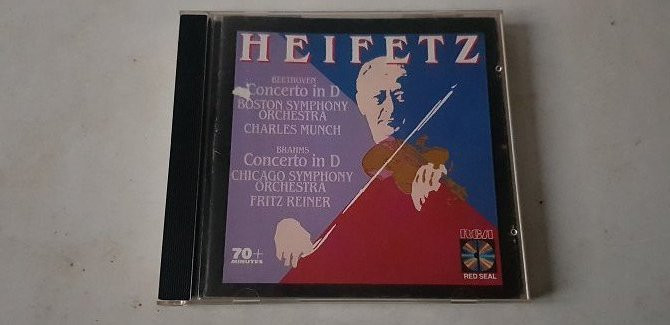 HEIFETZ
BEETHOVEN
Concerto in D
BOSTON SYMPHONY
ORCHESTRA
CHARLES MUNCH
BRAHMS
Concerto in D
CHICAGO SYMPHONY
ORCHESTRA
FRITZ REINER
70+
MINUTES
RCA
RED SEAL